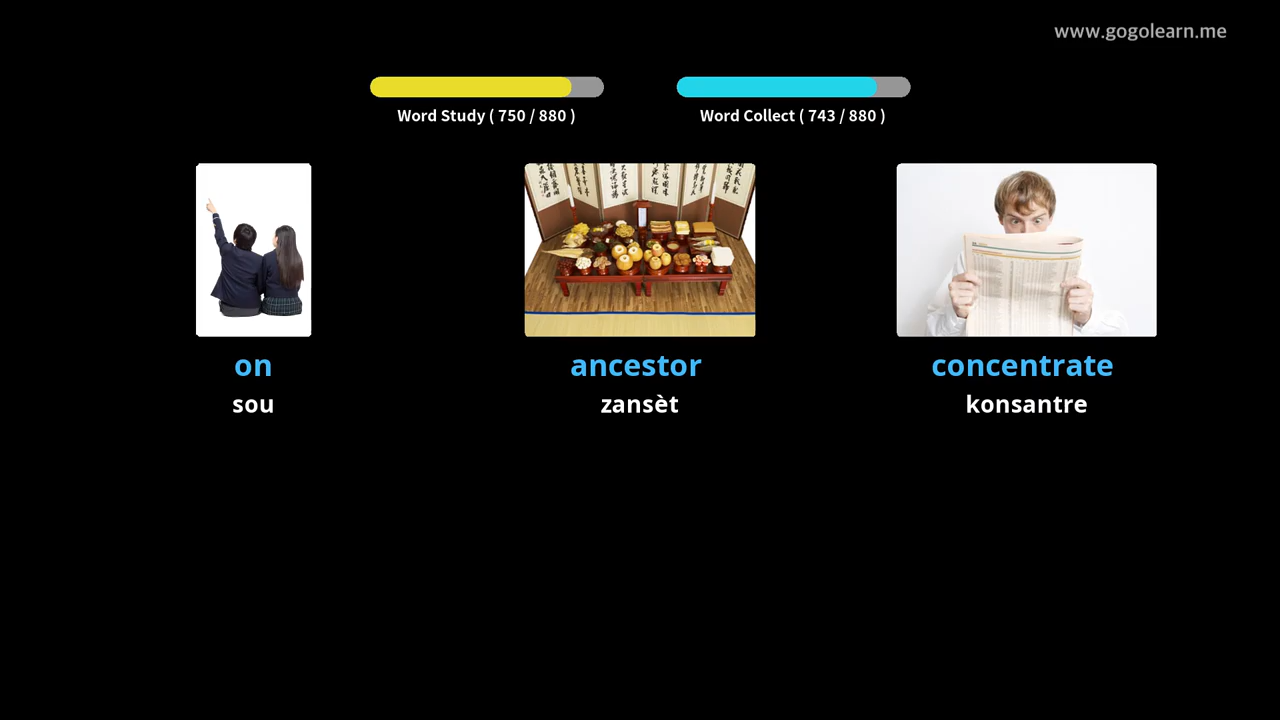 www.gogolearn.me
Word Study ( 750 / 880 )
Word Collect ( 743 / 880 )
on
sou
ancestor
zansèt
concentrate
konsantre